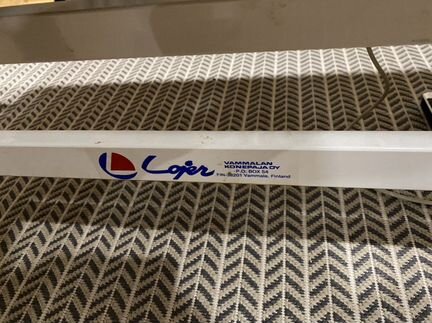 Lojer
VAMMALAN
KONEPAJA OY
P.O. BOX 54
FIN-38201 Vammala, Finland